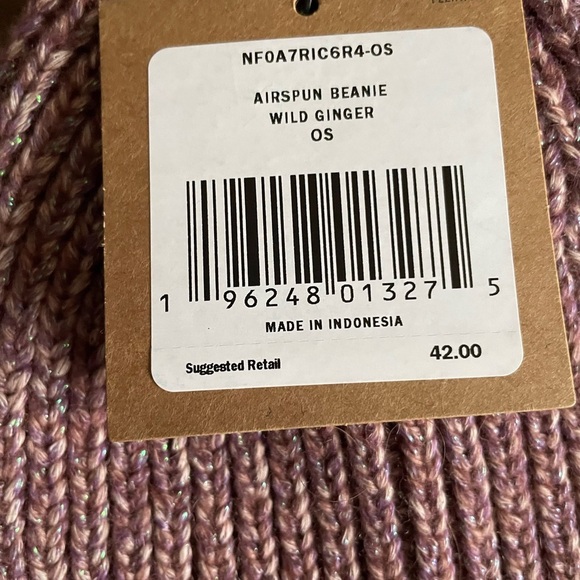 NF0A7RIC6R4-OS
AIRSPUN BEANIE
WILD GINGER
OS
1 96248 01327 5
MADE IN INDONESIA
Suggested Retail 42.00